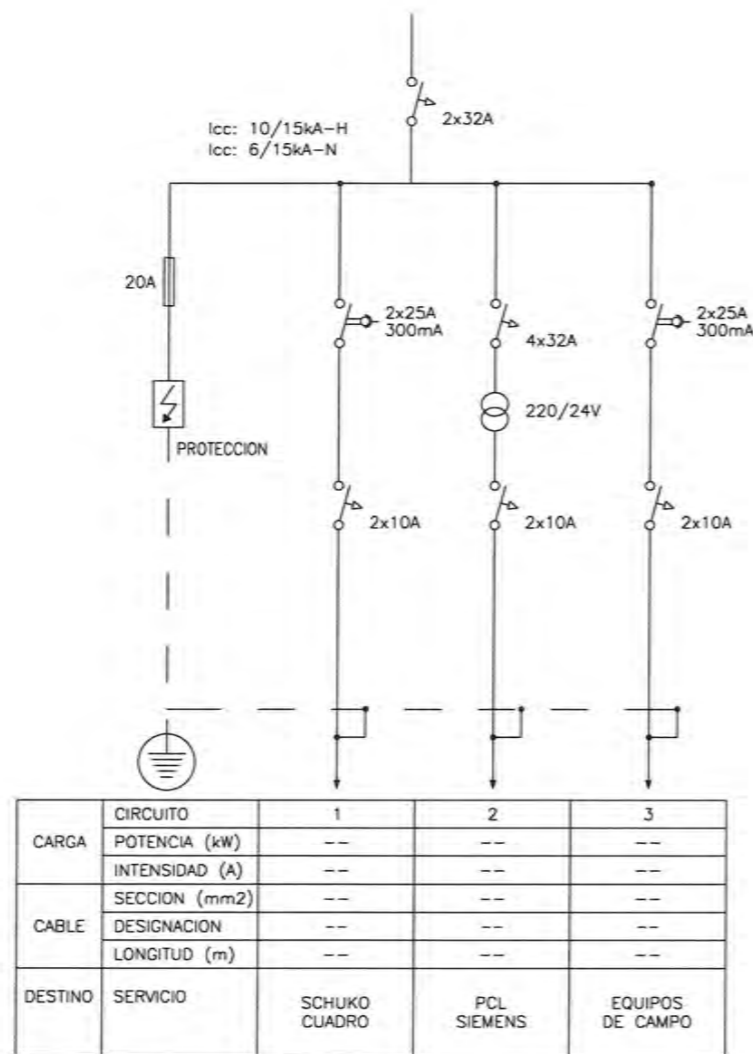 2x32A
Icc: 10/15kA-H
Icc: 6/15kA-N
20A
2x25A
300mA
4x32A
2x25A
300mA
220/24V
PROTECCION
2x10A
2x10A
2x10A
CARGA
CIRCUITO 1 2 3
POTENCIA (kW) -- -- --
INTENSIDAD (A) -- -- --
CABLE
SECCION (mm2) -- -- --
DESIGNACION -- -- --
LONGITUD (m) -- -- --
DESTINO SERVICIO
SCHUKO
CUADRO
PCL
SIEMENS
EQUIPOS
DE CAMPO